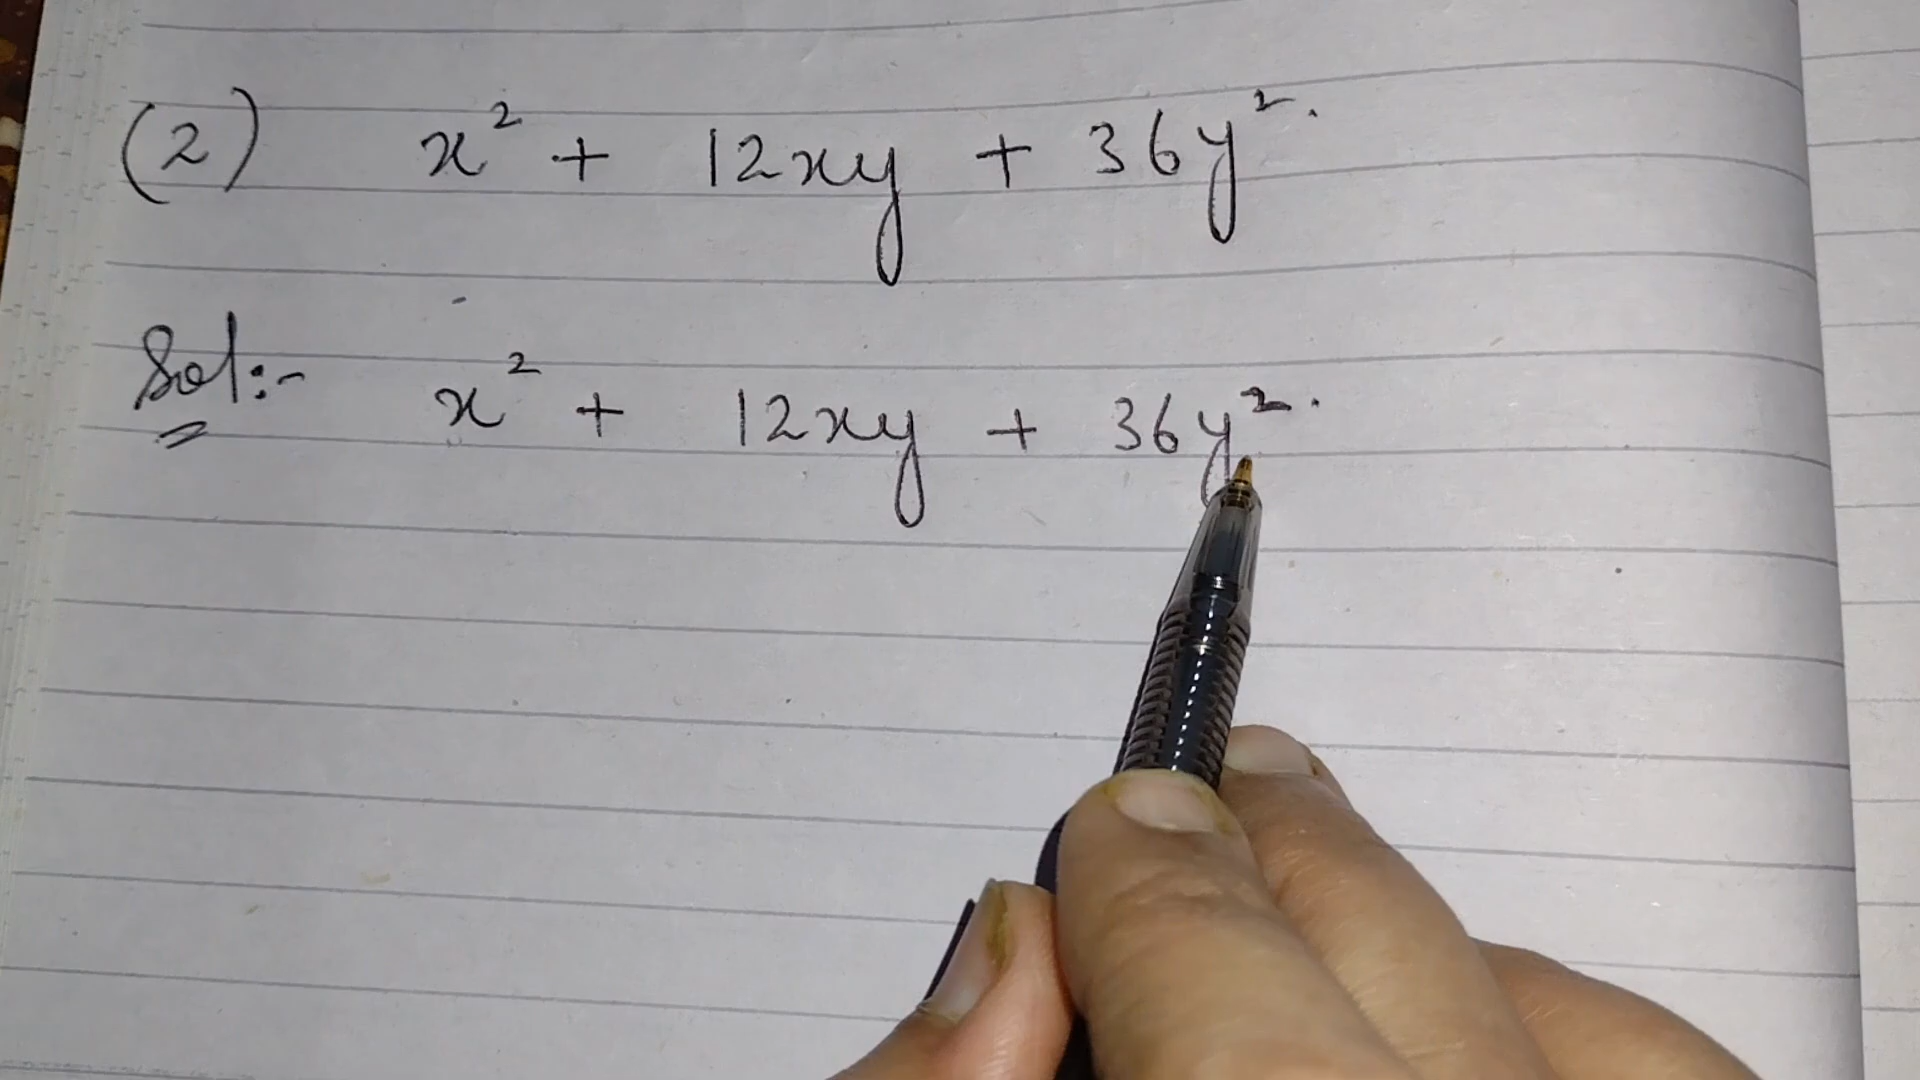 (2) x² + 12xy + 36y².
Sol:- x² + 12xy + 36y².